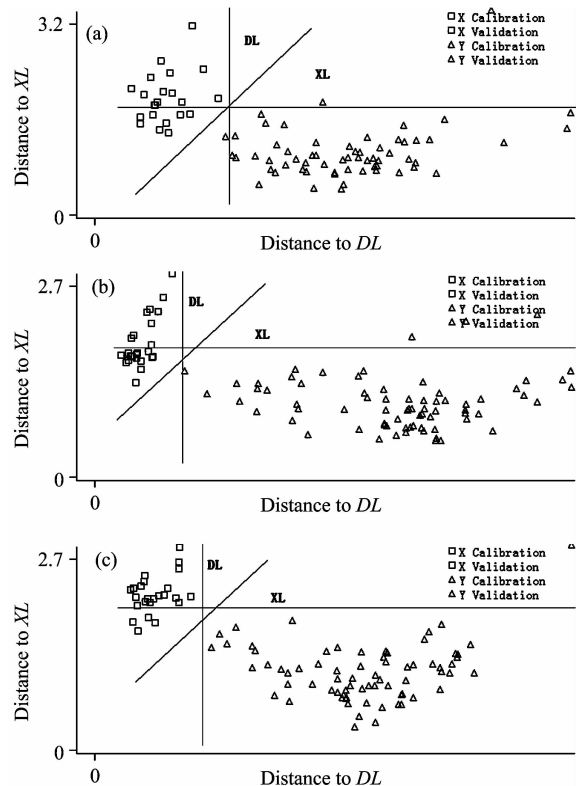 (a)
3.2
DL
XL
X Calibration
X Validation
Y Calibration
Y Validation
Distance to XL
0
0
Distance to DL
(b)
2.7
DL
XL
X Calibration
X Validation
Y Calibration
Y Validation
Distance to XL
0
0
Distance to DL
(c)
2.7
DL
XL
X Calibration
X Validation
Y Calibration
Y Validation
Distance to XL
0
0
Distance to DL